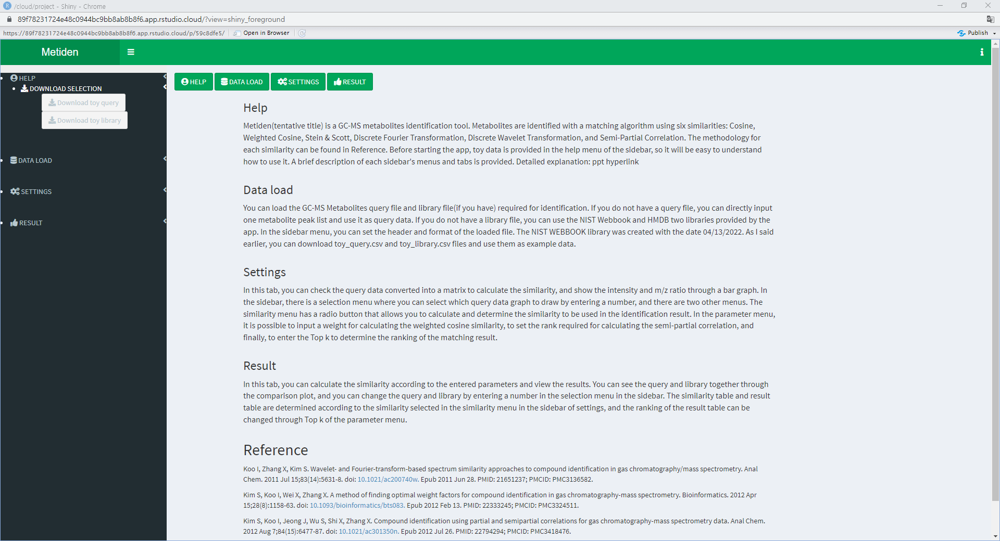 /cloud/project - Shiny - Chrome
89f78231724e48c0944bc9bb8ab8b8f6.app.rstudio.cloud/?view=shiny_foreground
https://89f78231724e48c0944bc9bb8ab8b8f6.app.rstudio.cloud/p/59c8dfe5/ Open in Browser Publish
Metiden
HELP
DOWNLOAD SELECTION
Download toy query
Download toy library
DATA LOAD
SETTINGS
RESULT
HELP DATA LOAD SETTINGS RESULT
Help
Metiden(tentative title) is a GC-MS metabolites identification tool. Metabolites are identified with a matching algorithm using six similarities: Cosine,
Weighted Cosine, Stein & Scott, Discrete Fourier Transformation, Discrete Wavelet Transformation, and Semi-Partial Correlation. The methodology for
each similarity can be found in Reference. Before starting the app, toy data is provided in the help menu of the sidebar, so it will be easy to understand
how to use it. A brief description of each sidebar's menus and tabs is provided. Detailed explanation: ppt hyperlink
Data load
You can load the GC-MS Metabolites query file and library file(if you have) required for identification. If you do not have a query file, you can directly input
one metabolite peak list and use it as query data. If you do not have a library file, you can use the NIST Webbook and HMDB two libraries provided by the
app. In the sidebar menu, you can set the header and format of the loaded file. The NIST WEBBOOK library was created with the date 04/13/2022. As I said
earlier, you can download toy_query.csv and toy_library.csv files and use them as example data.
Settings
In this tab, you can check the query data converted into a matrix to calculate the similarity, and show the intensity and m/z ratio through a bar graph. In
the sidebar, there is a selection menu where you can select which query data graph to draw by entering a number, and there are two other menus. The
similarity menu has a radio button that allows you to calculate and determine the similarity to be used in the identification result. In the parameter menu,
it is possible to input a weight for calculating the weighted cosine similarity, to set the rank required for calculating the semi-partial correlation, and
finally, to enter the Top k to determine the ranking of the matching result.
Result
In this tab, you can calculate the similarity according to the entered parameters and view the results. You can see the query and library together through
the comparison plot, and you can change the query and library by entering a number in the selection menu in the sidebar. The similarity table and result
table are determined according to the similarity selected in the similarity menu in the sidebar of settings, and the ranking of the result table can be
changed through Top k of the parameter menu.
Reference
Koo I, Zhang X, Kim S. Wavelet- and Fourier-transform-based spectrum similarity approaches to compound identification in gas chromatography/mass spectrometry. Anal
Chem. 2011 Jul 15;83(14):5631-8. doi: 10.1021/ac200740w. Epub 2011 Jun 28. PMID: 21651237; PMCID: PMC3136582.
Kim S, Koo I, Wei X, Zhang X. A method of finding optimal weight factors for compound identification in gas chromatography-mass spectrometry. Bioinformatics. 2012 Apr
15;28(8):1158-63. doi: 10.1093/bioinformatics/bts083. Epub 2012 Feb 13. PMID: 22333245; PMCID: PMC3324511.
Kim S, Koo I, Jeong J, Wu S, Shi X, Zhang X. Compound identification using partial and semipartial correlations for gas chromatography-mass spectrometry data. Anal Chem.
2012 Aug 7;84(15):6477-87. doi: 10.1021/ac301350n. Epub 2012 Jul 26. PMID: 22794294; PMCID: PMC3418476.